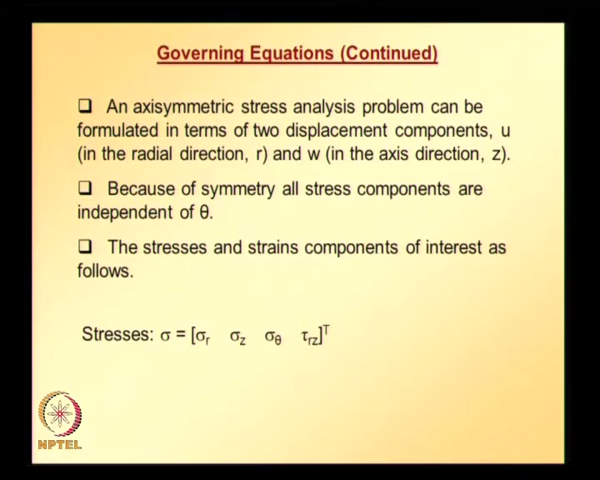 Governing Equations (Continued)
❑ An axisymmetric stress analysis problem can be
formulated in terms of two displacement components, u
(in the radial direction, r) and w (in the axis direction, z).
❑ Because of symmetry all stress components are
independent of θ.
❑ The stresses and strains components of interest as
follows.
Stresses: σ = [σr σz σθ τrz]T
NPTEL